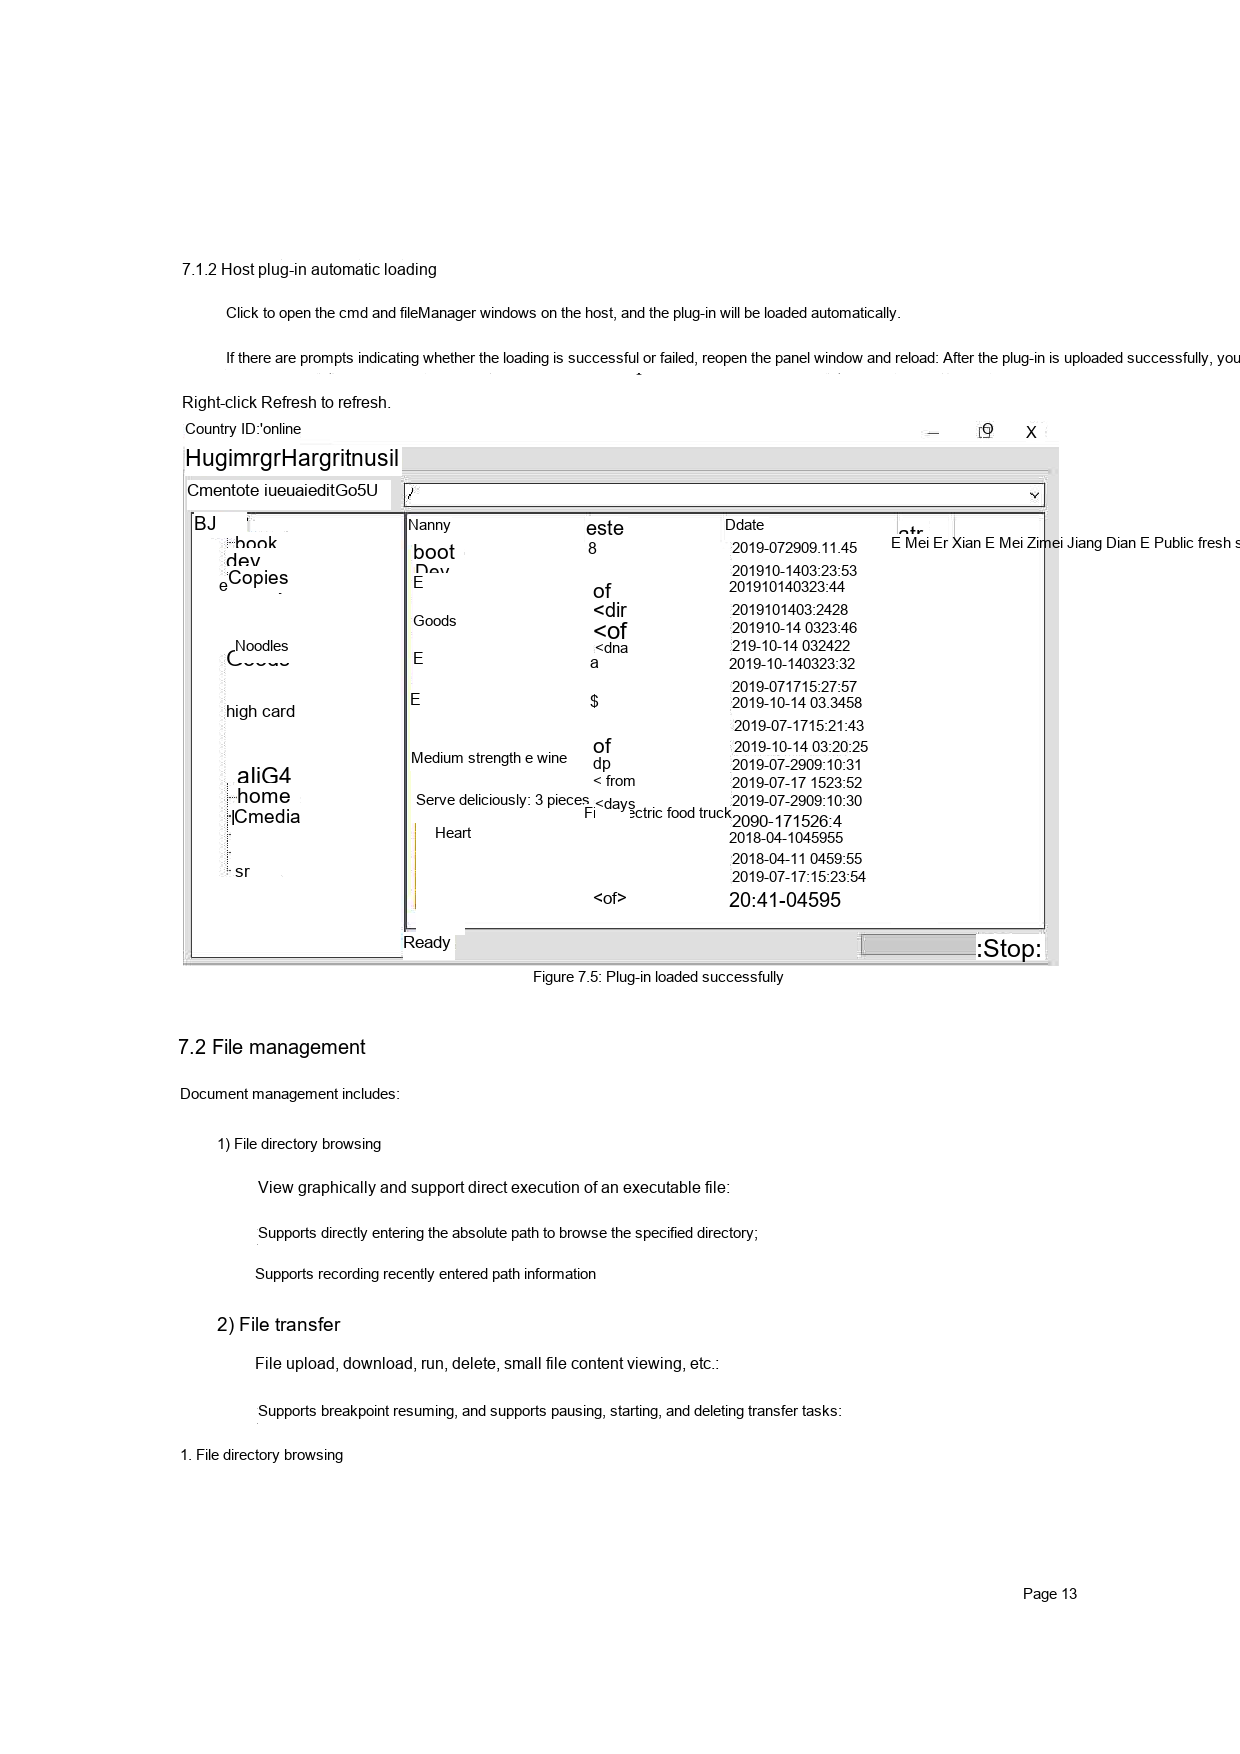 7.1.2 Host plug-in automatic loading
Click to open the cmd and fileManager windows on the host, and the plug-in will be loaded automatically.
If there are prompts indicating whether the loading is successful or failed, reopen the panel window and reload: After the plug-in is uploaded successfully, you
Right-click Refresh to refresh.
Country ID:'online
X
HugimrgrHargritnusil
Cmentote iueuaieditGo5U
/
BJ
book
dev
Copies
e
Noodles
high card
aliG4
home
Cmedia
sr
Nanny este Ddate
boot 8 2019-072909.11.45 E Mei Er Xian E Mei Zimei Jiang Dian E Public fresh s
Dev 201910-1403:23:53
E 201910140323:44
of
<dir 2019101403:2428
Goods <of 201910-14 0323:46
<dna 219-10-14 032422
E a 2019-10-140323:32
2019-071715:27:57
E $ 2019-10-14 03.3458
2019-07-1715:21:43
of 2019-10-14 03:20:25
Medium strength e wine dp 2019-07-2909:10:31
< from 2019-07-17 1523:52
Serve deliciously: 3 pieces <days 2019-07-2909:10:30
ectric food truck 2090-171526:4
Heart 2018-04-1045955
2018-04-11 0459:55
2019-07-17:15:23:54
<of> 20:41-04595
Ready :Stop:
Figure 7.5: Plug-in loaded successfully
7.2 File management
Document management includes:
1) File directory browsing
View graphically and support direct execution of an executable file:
Supports directly entering the absolute path to browse the specified directory;
Supports recording recently entered path information
2) File transfer
File upload, download, run, delete, small file content viewing, etc.:
Supports breakpoint resuming, and supports pausing, starting, and deleting transfer tasks:
1. File directory browsing
Page 13